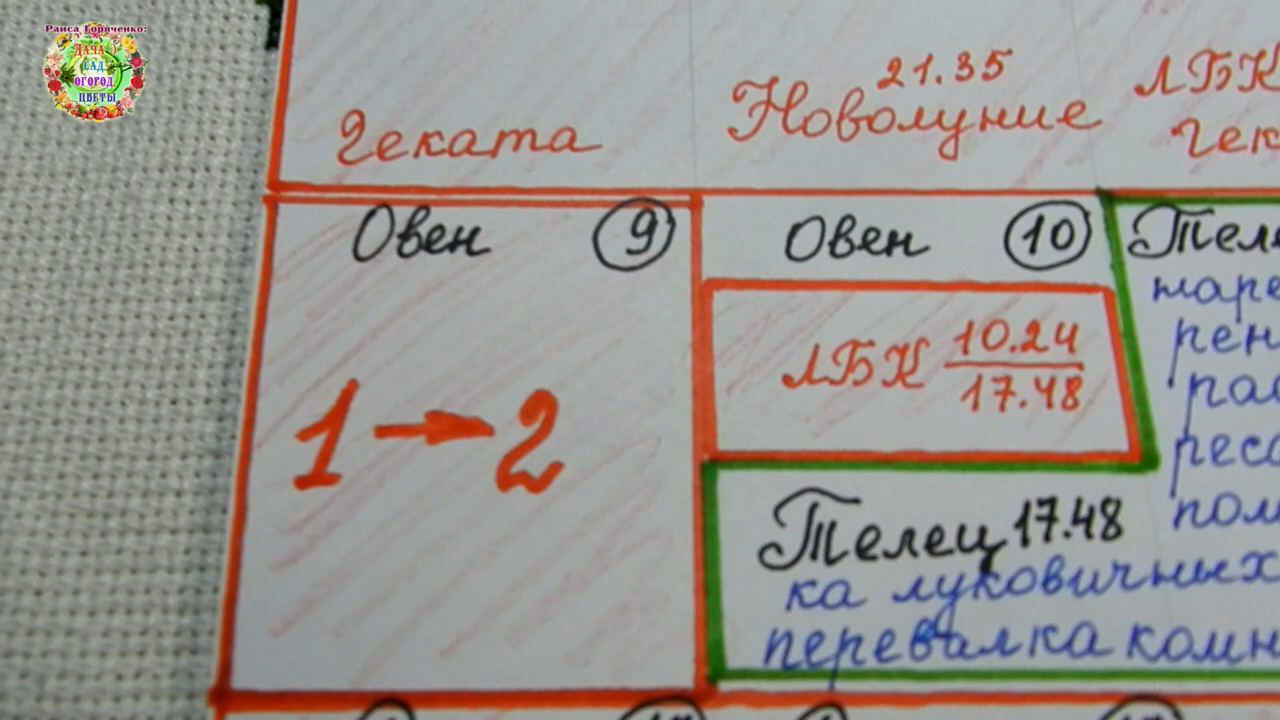 Раиса Горяченко:
ДАЧА
САД,
ОГОРОД,
ЦВЕТЫ
Геката
21.35
Новолуние
ЛБК
Овен 9
1→2
Овен 10
ЛБК 10.24
17.48
Телец 17.48
ка луковичных
перевалка